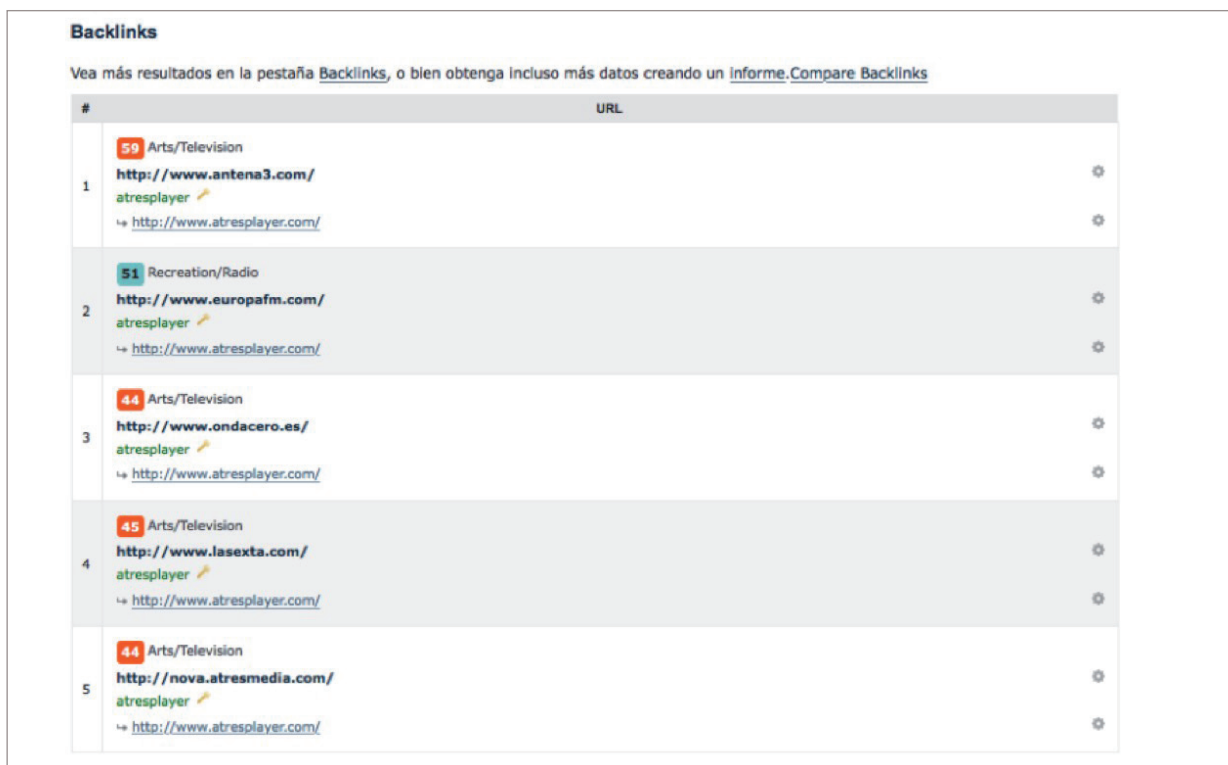 Backlinks
Vea más resultados en la pestaña Backlinks, o bien obtenga incluso más datos creando un informe.Compare Backlinks
# URL
59 Arts/Television
http://www.antena3.com/
1
atresplayer
↪ http://www.atresplayer.com/
51 Recreation/Radio
http://www.europafm.com/
2
atresplayer
↪ http://www.atresplayer.com/
44 Arts/Television
http://www.ondacero.es/
3
atresplayer
↪ http://www.atresplayer.com/
45 Arts/Television
http://www.lasexta.com/
4
atresplayer
↪ http://www.atresplayer.com/
44 Arts/Television
http://nova.atresmedia.com/
5
atresplayer
↪ http://www.atresplayer.com/